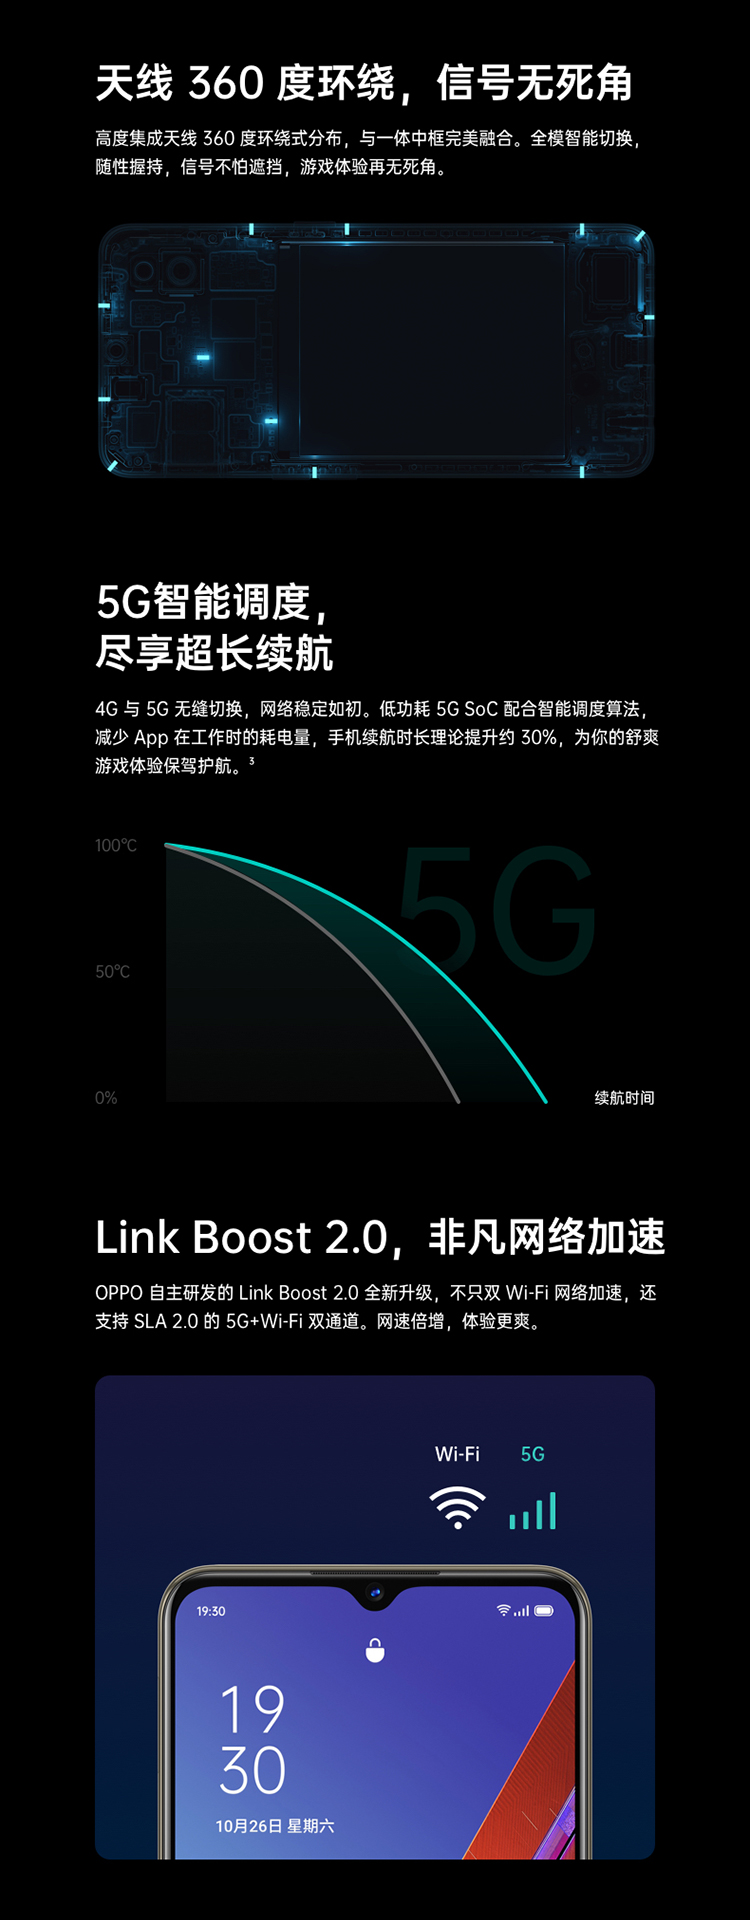 天线 360 度环绕，信号无死角
高度集成天线 360 度环绕式分布，与一体中框完美融合。全模智能切换，
随性握持，信号不怕遮挡，游戏体验再无死角。
5G智能调度，
尽享超长续航
4G 与 5G 无缝切换，网络稳定如初。低功耗 5G SoC 配合智能调度算法，
减少 App 在工作时的耗电量，手机续航时长理论提升约 30%，为你的舒爽
游戏体验保驾护航。³
100℃
5G
50℃
0%
续航时间
Link Boost 2.0，非凡网络加速
OPPO 自主研发的 Link Boost 2.0 全新升级，不只双 Wi-Fi 网络加速，还
支持 SLA 2.0 的 5G+Wi-Fi 双通道。网速倍增，体验更爽。
Wi-Fi 5G
19:30
19
30
10月26日 星期六